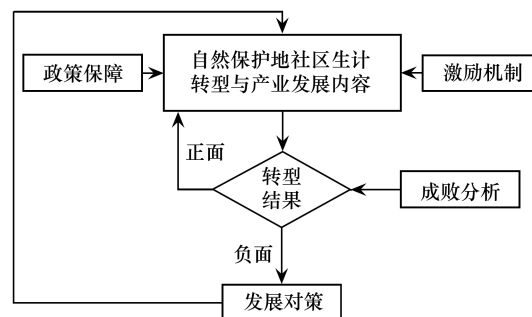 自然保护地社区生计
转型与产业发展内容
政策保障
激励机制
正面
转型
结果
成败分析
负面
发展对策